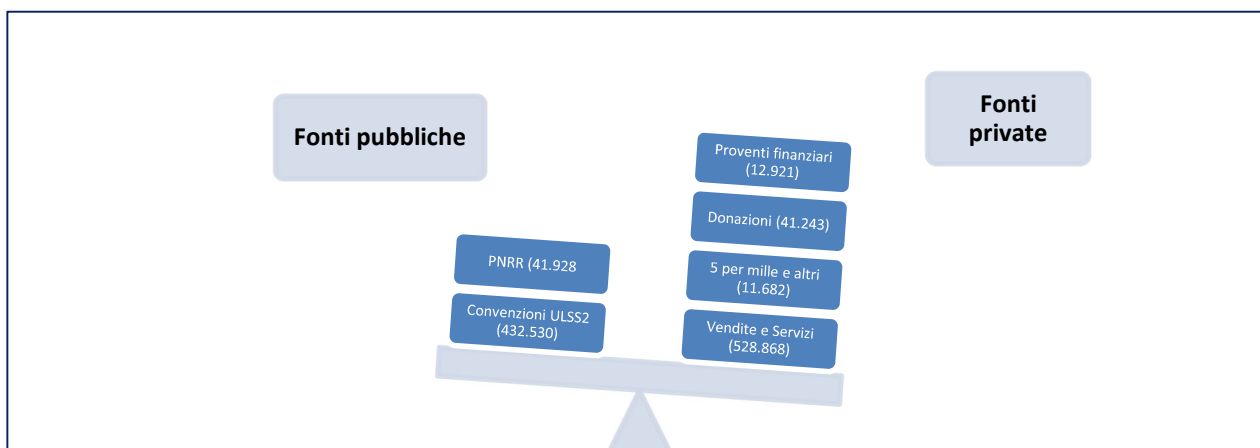 Fonti pubbliche
Fonti
private
Proventi finanziari
(12.921)
Donazioni (41.243)
5 per mille e altri
(11.682)
Vendite e Servizi
(528.868)
PNRR (41.928
Convenzioni ULSS2
(432.530)